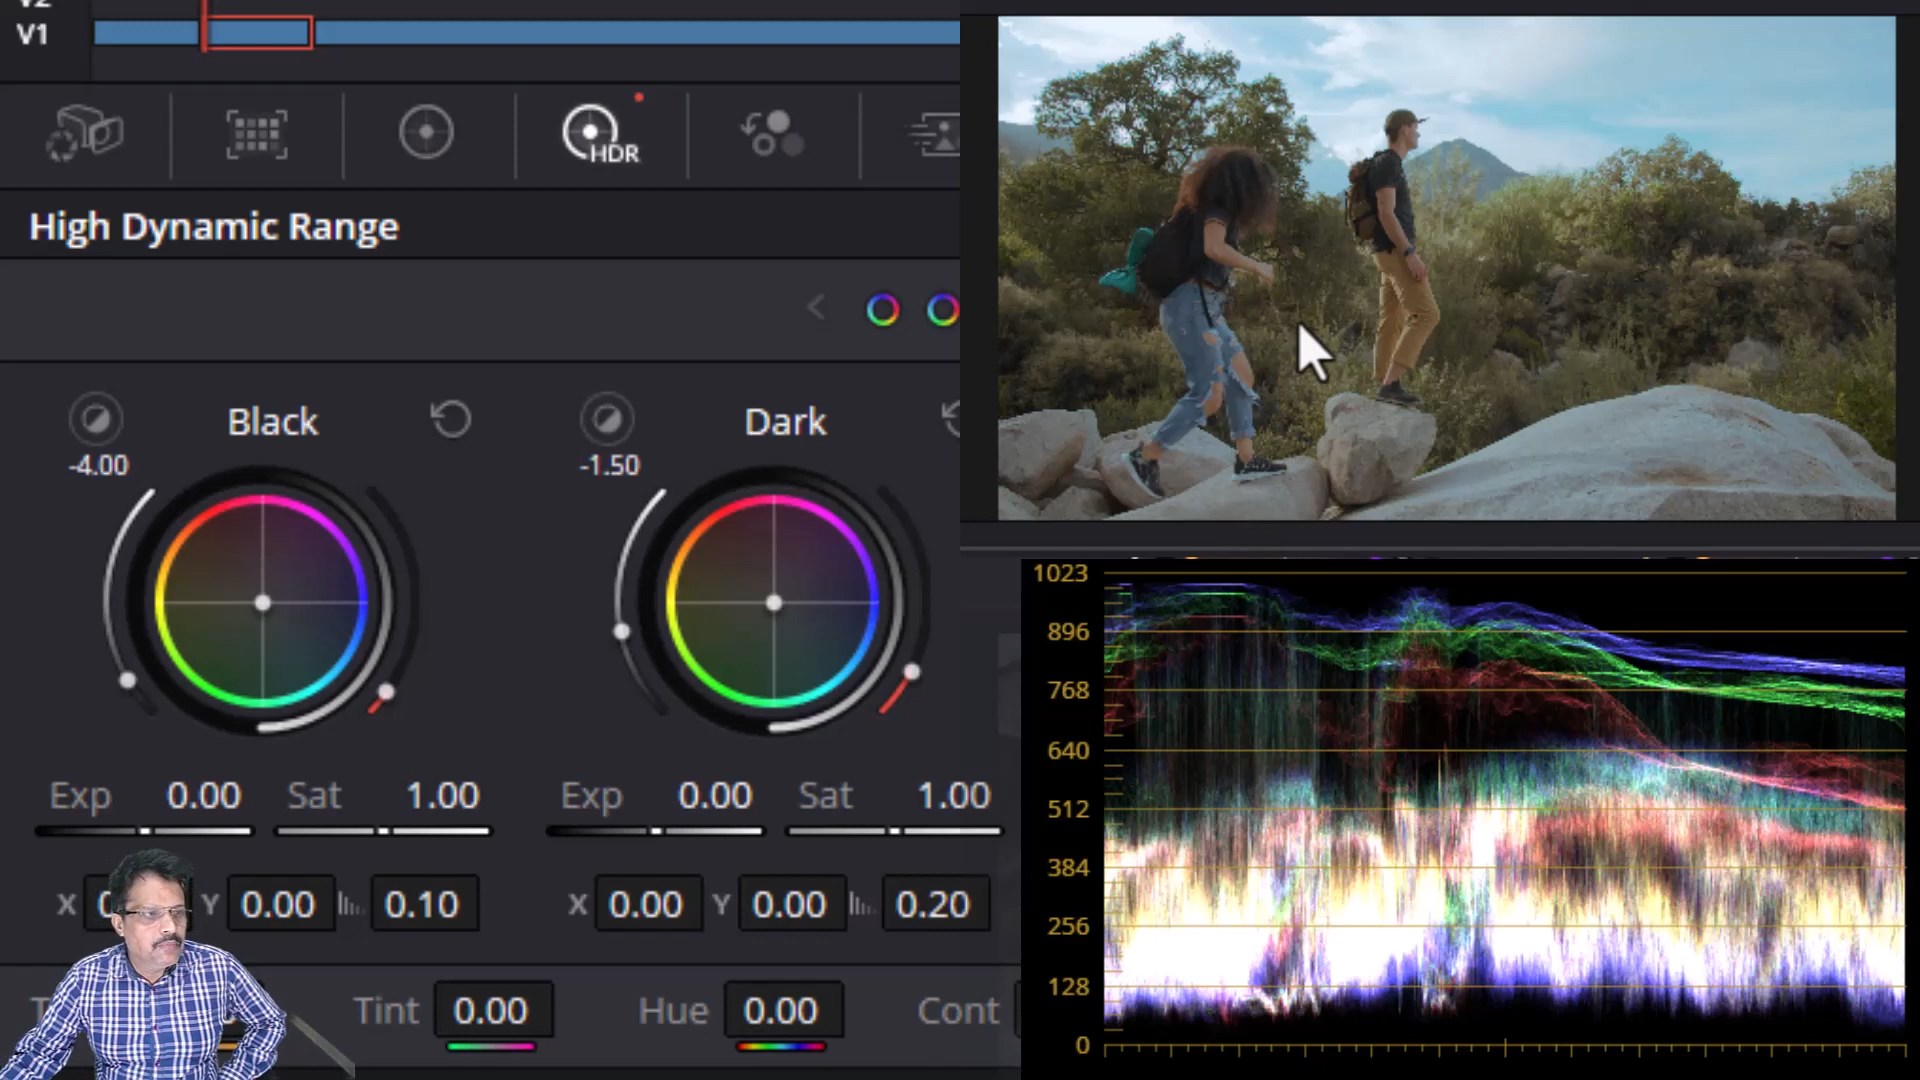 V1
HDR
High Dynamic Range
Black
-4.00
Dark
-1.50
Exp 0.00 Sat 1.00
Exp 0.00 Sat 1.00
X Y 0.00 0.10
X 0.00 Y 0.00 0.20
Tint 0.00 Hue 0.00 Cont
1023
896
768
640
512
384
256
128
0